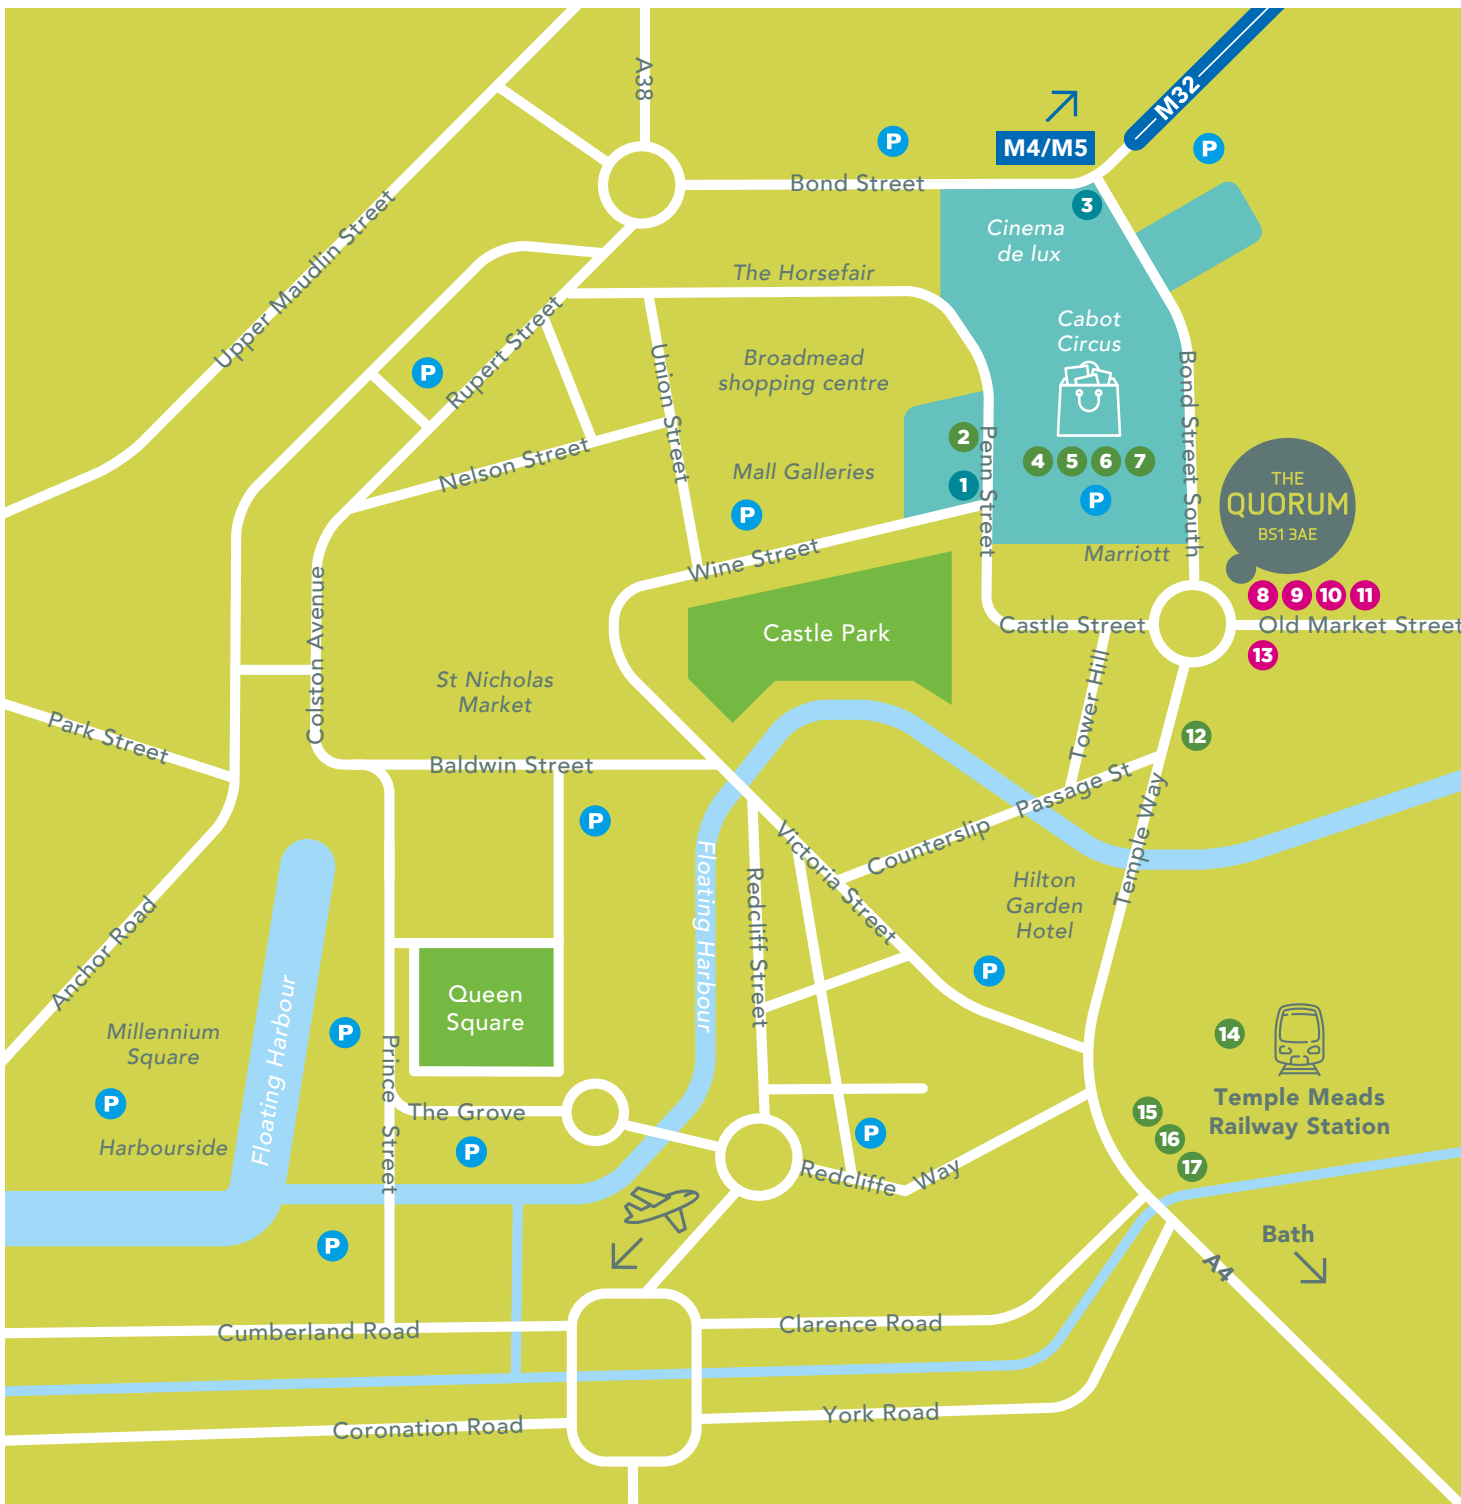 A38
M32
P
M4/M5
P
Bond Street
3
Cinema
de lux
Upper Maudlin Street
The Horsefair
Cabot
Circus
Rupert Street
Union Street
Broadmead
shopping centre
P
Bond Street South
Penn Street
2
4 5 6 7
Nelson Street
Mall Galleries
1
P
P
THE
QUORUM
BS1 3AE
Wine Street
Marriott
8 9 10 11
Colston Avenue
Castle Park
Castle Street
Old Market Street
13
St Nicholas
Market
Tower Hill
Park Street
12
Baldwin Street
Passage St
Temple Way
P
Victoria Street
Counterslip
Floating Harbour
Redcliff Street
Hilton
Garden
Hotel
Anchor Road
P
Queen
Square
Floating Harbour
Millennium
Square
P
Prince Street
14
P
The Grove
15
Temple Meads
Railway Station
P
P
16
Harbourside
17
Redcliffe Way
P
Bath
A4
Cumberland Road
Clarence Road
Coronation Road
York Road